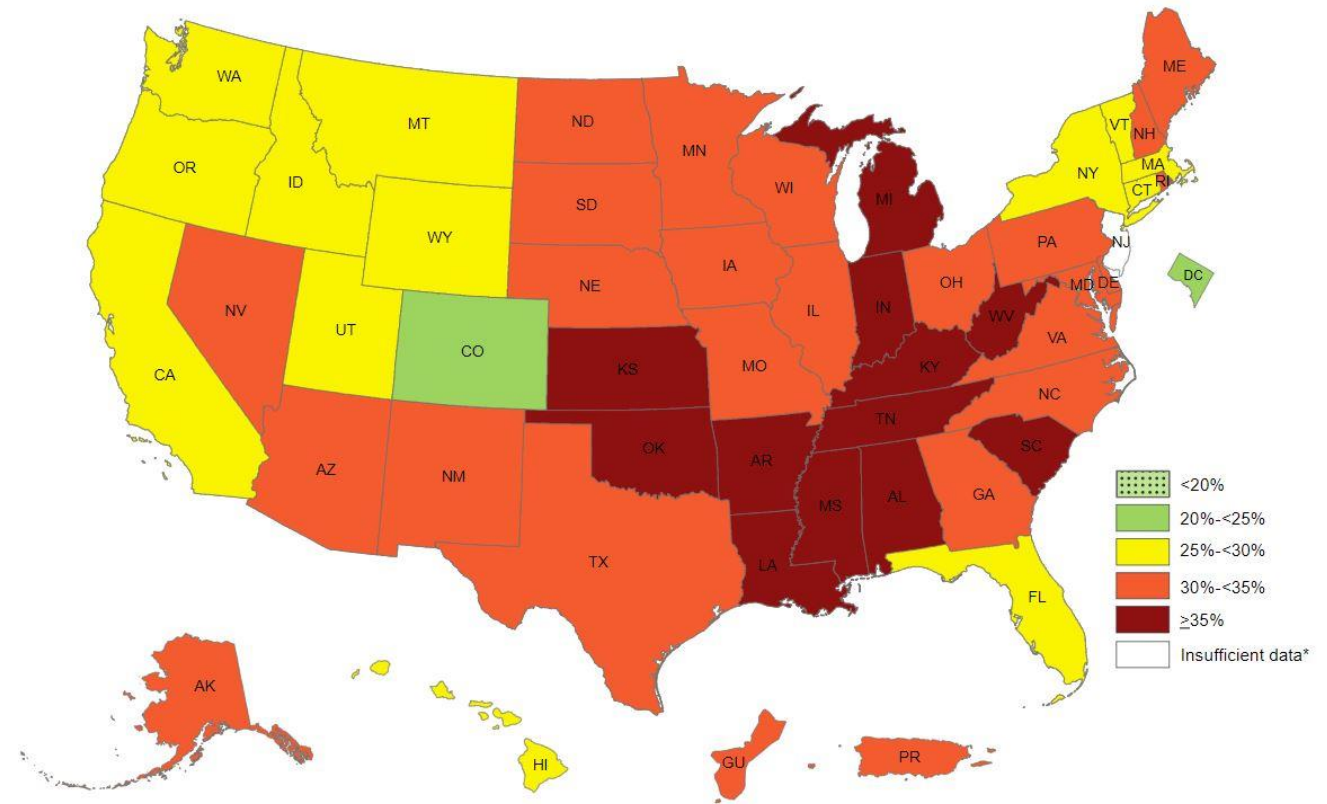 WA
MT
ND
MN
ME
VT
NH
OR
ID
SD
WI
NY
MA
CT
RI
MI
WY
IA
PA
NJ
NE
OH
MD
DE
DC
NV
UT
CO
IL
IN
WV
VA
CA
KS
MO
KY
NC
AZ
NM
OK
AR
TN
SC
MS
AL
GA
TX
LA
FL
<20%
20%-<25%
25%-<30%
30%-<35%
≥35%
Insufficient data*
AK
HI
GU
PR